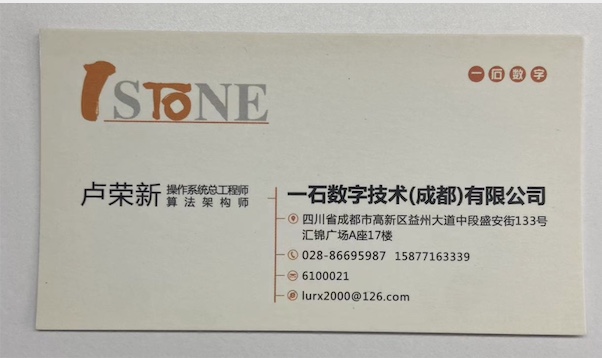 1STONE
一石数字
卢荣新 操作系统总工程师
算法架构师
一石数字技术(成都)有限公司
四川省成都市高新区益州大道中段盛安街133号
汇锦广场A座17楼
028-86695987 15877163339
6100021
lurx2000@126.com